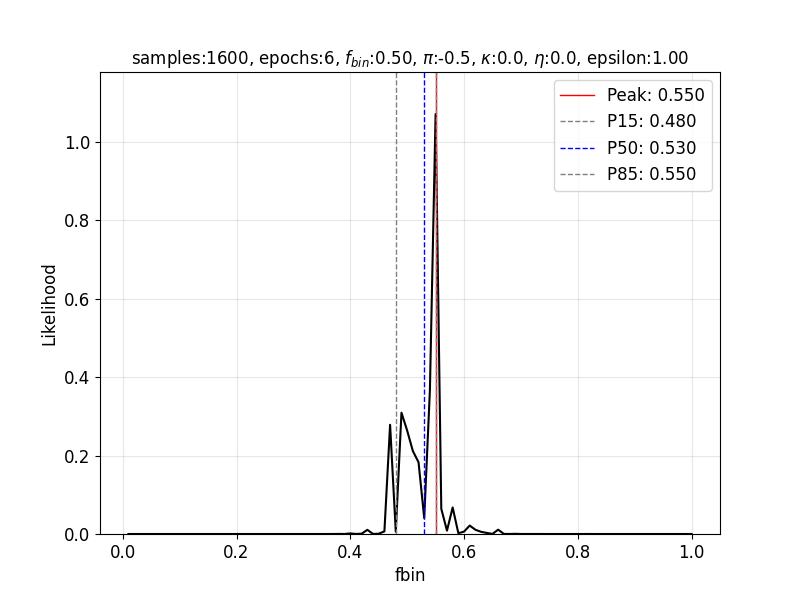 samples:1600, epochs:6, f_bin:0.50, π:-0.5, κ:0.0, η:0.0, epsilon:1.00
Peak: 0.550
P15: 0.480
P50: 0.530
P85: 0.550
1.0
0.8
0.6
0.4
0.2
0.0
Likelihood
0.0 0.2 0.4 0.6 0.8 1.0
fbin